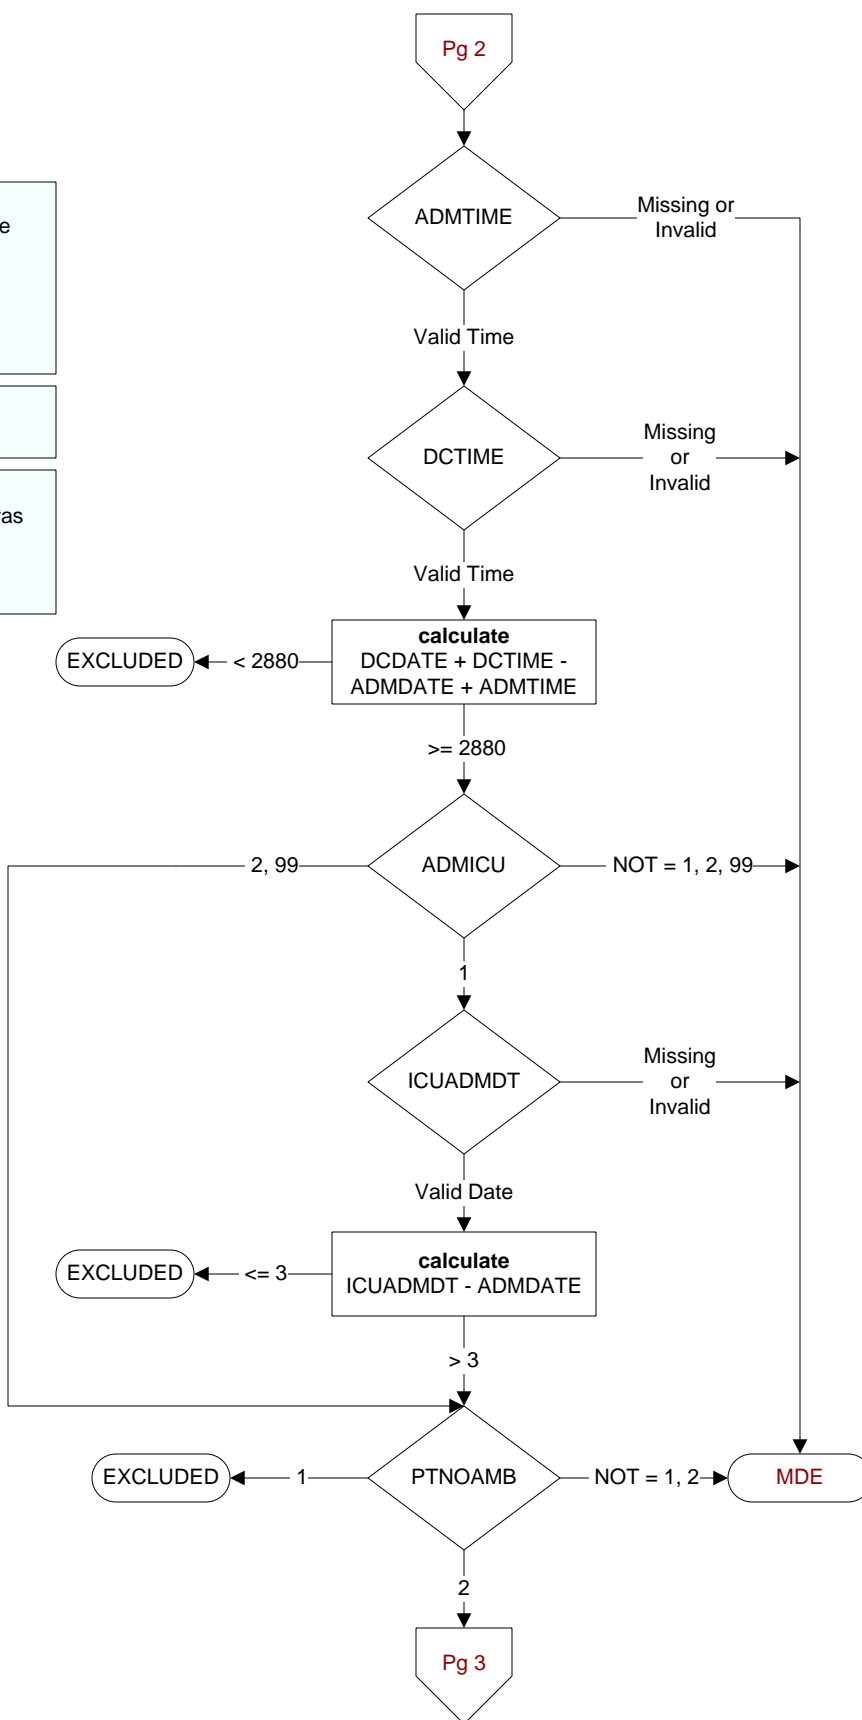 Pg 2
ADMTIME
Missing or
Invalid
Valid Time
DCTIME
Missing
or
Invalid
Valid Time
calculate
DCDATE + DCTIME -
ADMDATE + ADMTIME
< 2880
EXCLUDED
>= 2880
ADMICU
2, 99
NOT = 1, 2, 99
1
ICUADMDT
Missing
or
Invalid
Valid Date
calculate
ICUADMDT - ADMDATE
<= 3
EXCLUDED
> 3
PTNOAMB
1
EXCLUDED
NOT = 1, 2
MDE
2
Pg 3